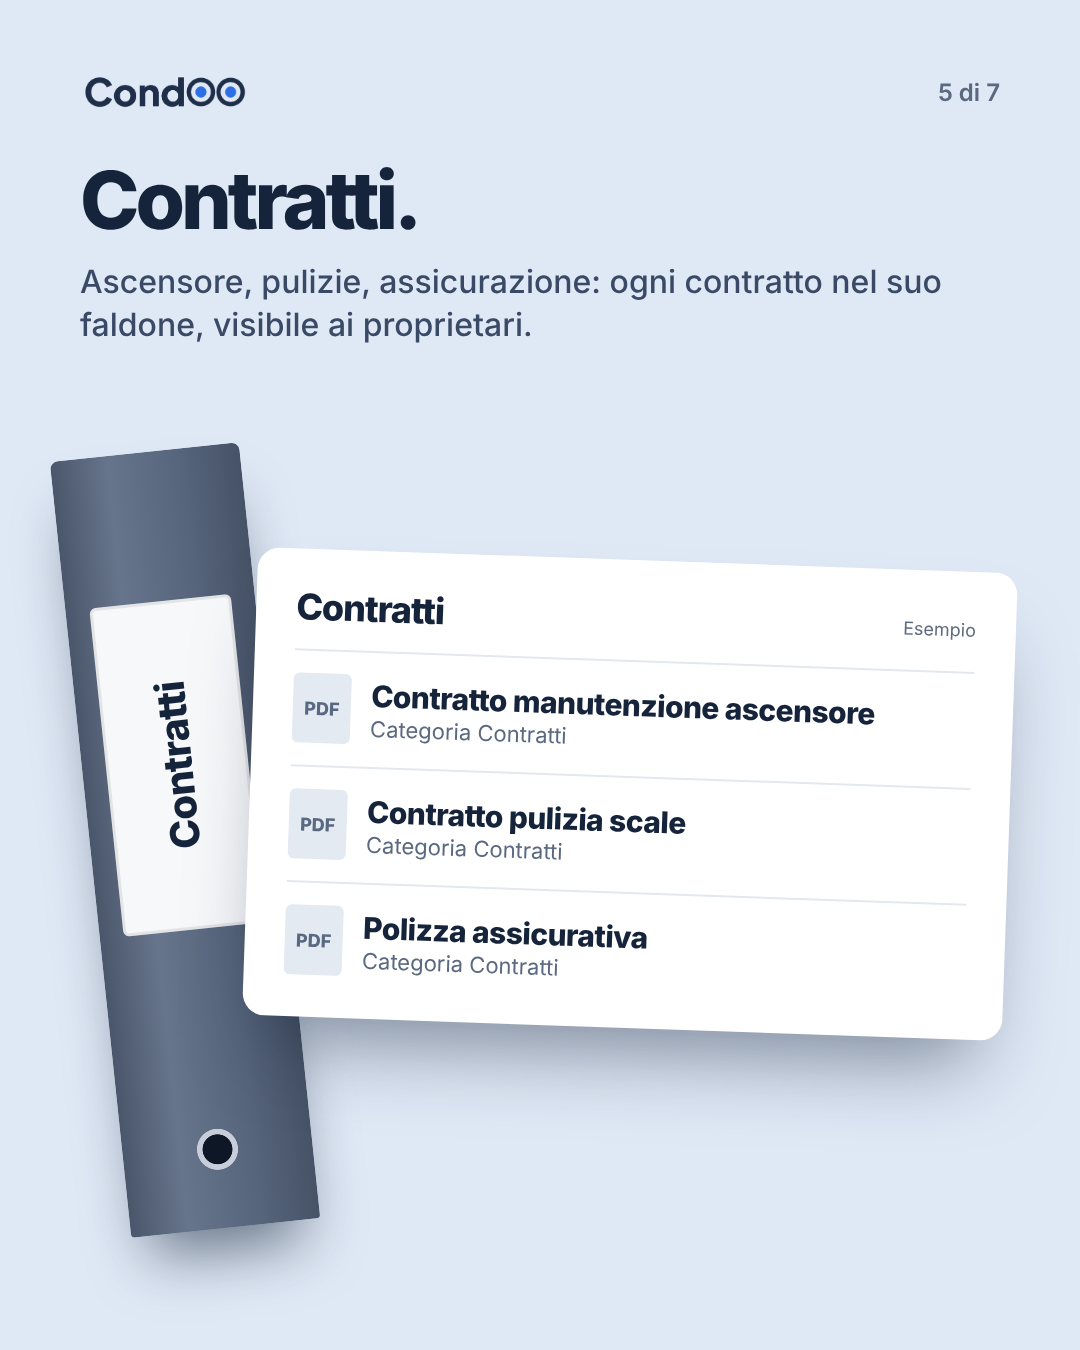 CondOO
5 di 7
Contratti.
Ascensore, pulizie, assicurazione: ogni contratto nel suo
faldone, visibile ai proprietari.
Contratti
Contratti
Esempio
PDF
Contratto manutenzione ascensore
Categoria Contratti
PDF
Contratto pulizia scale
Categoria Contratti
PDF
Polizza assicurativa
Categoria Contratti